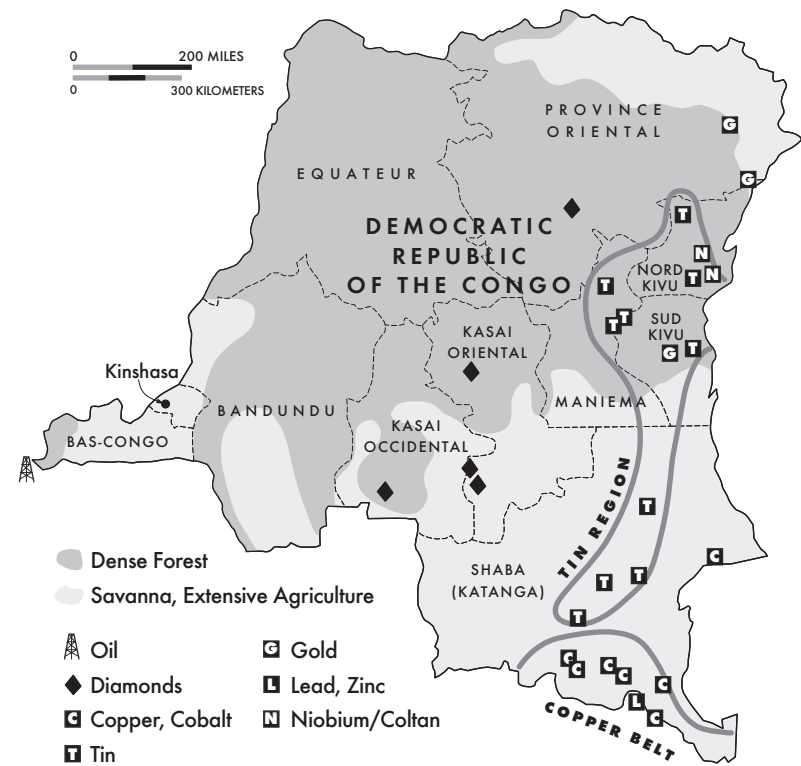 0 200 MILES
0 300 KILOMETERS
PROVINCE
ORIENTAL
G
EQUATEUR
G
T
DEMOCRATIC
REPUBLIC
OF THE CONGO
N
NORD
KIVU
T
N
T
T
T
SUD
KIVU
G
T
KASAI
ORIENTAL
Kinshasa
BANDUNDU
MANIEMA
BAS-CONGO
KASAI
OCCIDENTAL
TIN REGION
T
C
SHABA
(KATANGA)
T
T
T
C
C
C
C
C
L
C
COPPER BELT
Dense Forest
Savanna, Extensive Agriculture
Oil
Diamonds
C Copper, Cobalt
T Tin
G Gold
L Lead, Zinc
N Niobium/Coltan